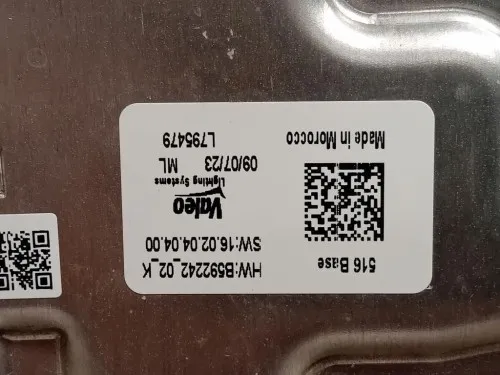 516 Base
HW:B592242_02_K
SW:16.02.04.04.00
Valeo
Lighting Systems
09/07/23 ML
L795479
Made in Morocco